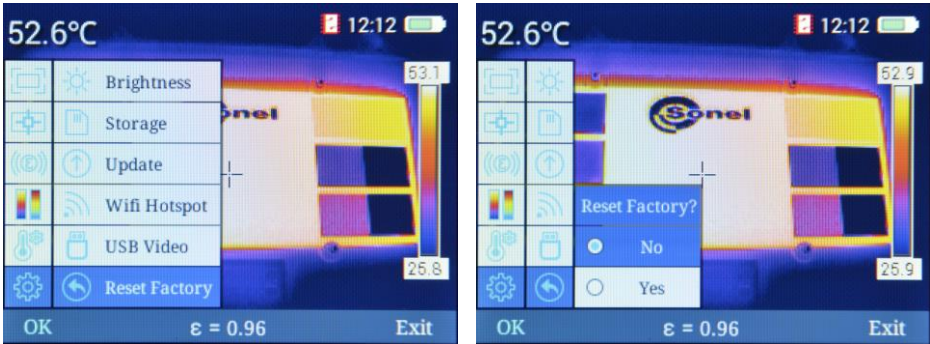 52.6°C
12:12
Brightness
Storage
Update
Wifi Hotspot
USB Video
Reset Factory
Sonel
53.1
25.8
OK
ε = 0.96
Exit
52.6°C
12:12
Sonel
52.9
Reset Factory?
No
Yes
25.9
OK
ε = 0.96
Exit